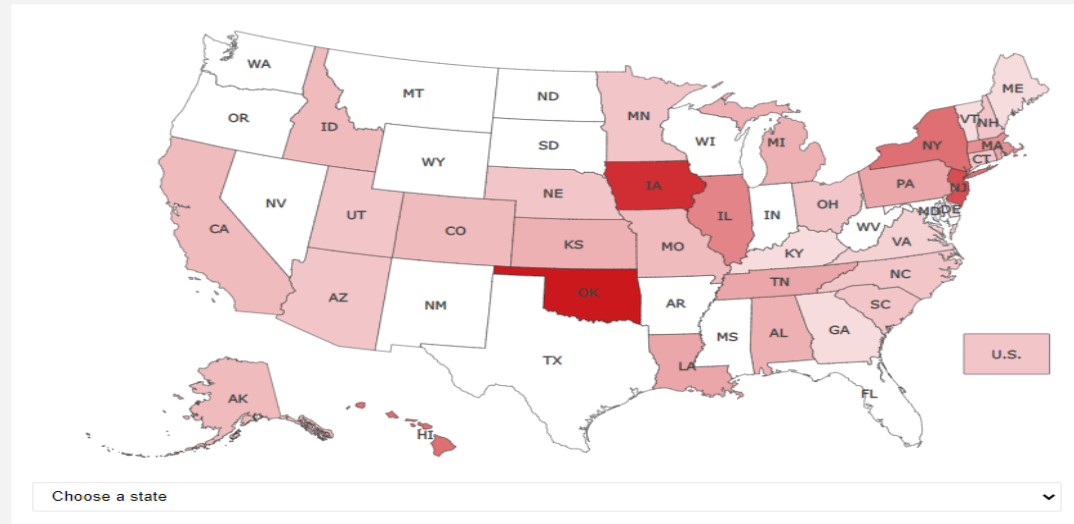 WA
MT
ND
MN
ME
VT
NH
OR
ID
SD
WI
MI
NY
MA
CT
WY
IA
PA
NJ
NV
UT
NE
IL
IN
OH
MD
DE
CA
CO
KS
MO
WV
VA
KY
NC
TN
AZ
NM
OK
AR
SC
MS
AL
GA
TX
LA
U.S.
AK
FL
HI
Choose a state